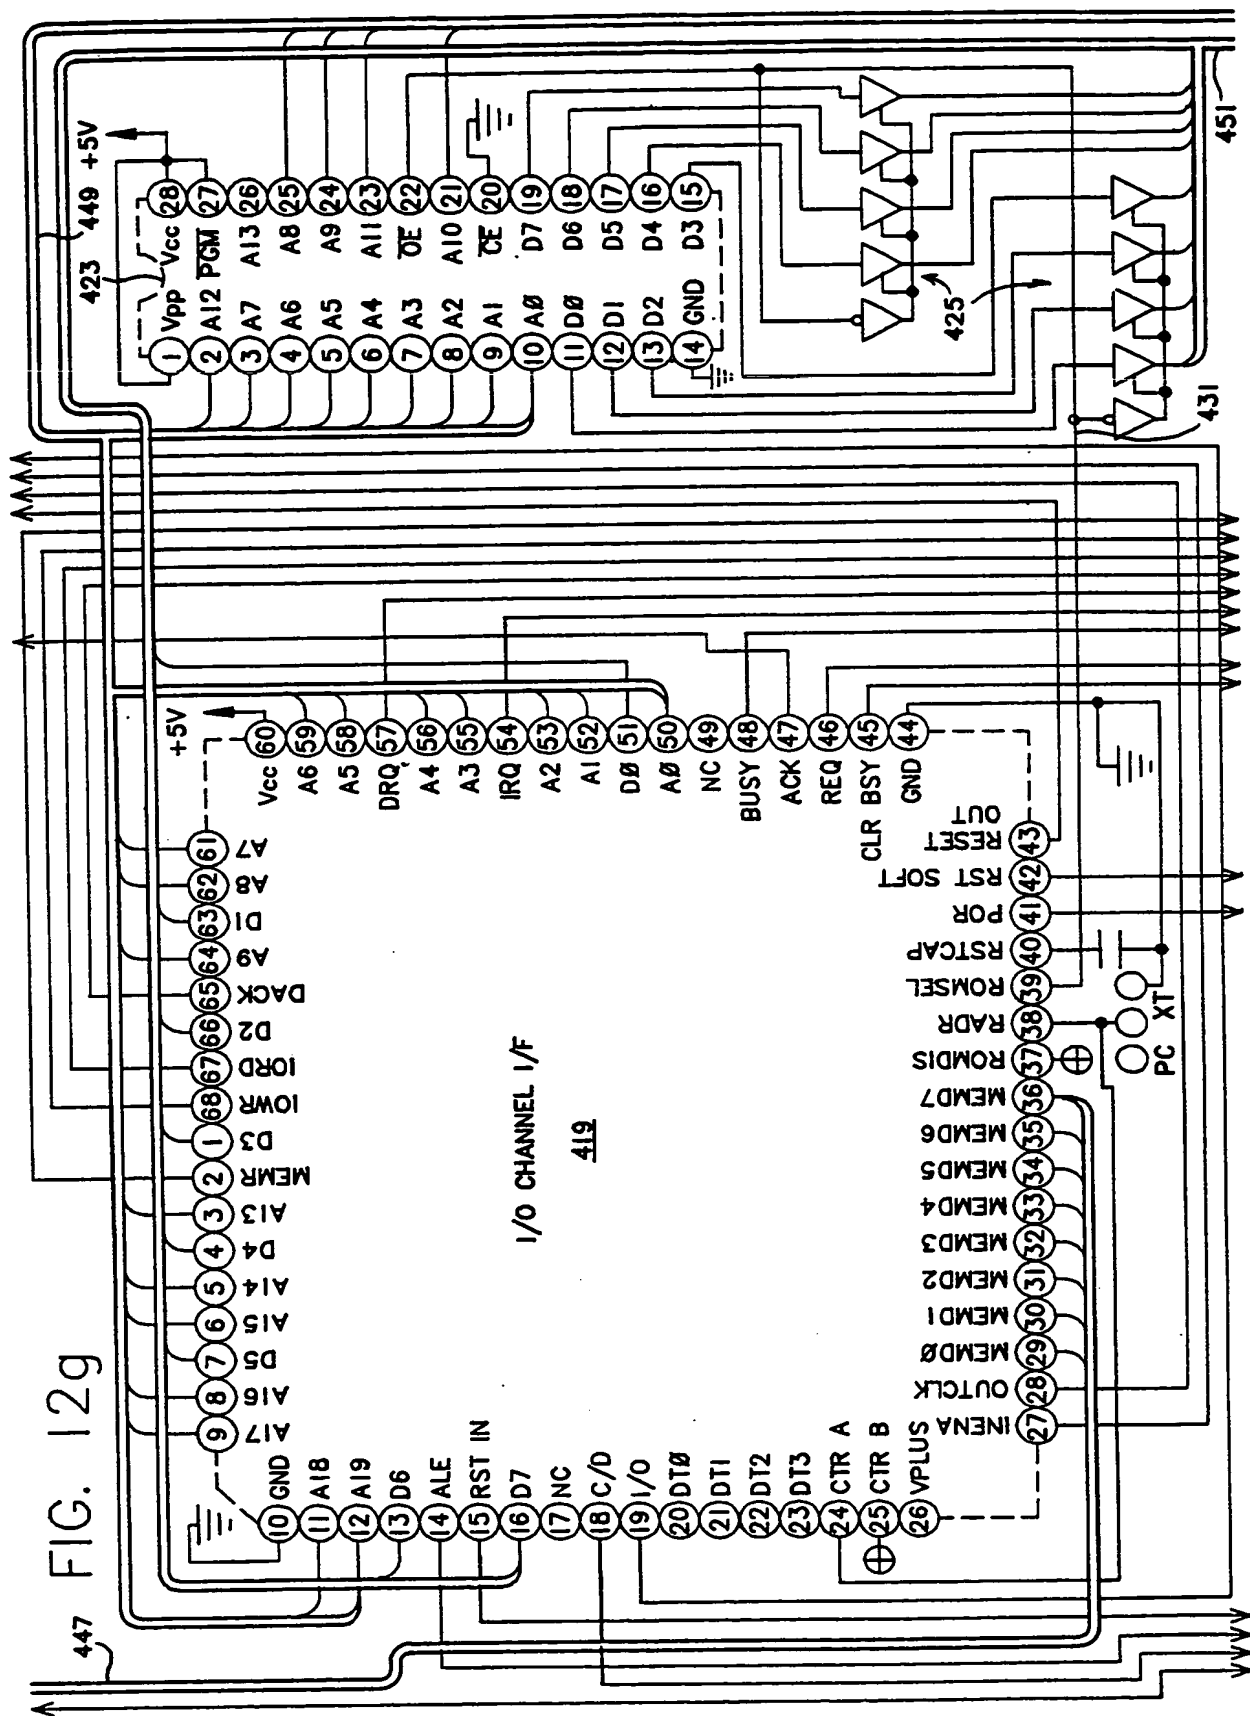 FIG. 12g
447
449
423
+5V
1 Vpp
Vcc 28
2 A12
PGM 27
3 A7
A13 26
4 A6
A8 25
5 A5
A9 24
6 A4
A11 23
7 A3
OE 22
8 A2
A10 21
9 A1
CE 20
10 AØ
D7 19
11 DØ
D6 18
12 D1
D5 17
13 D2
D4 16
14 GND
D3 15
425
431
451
I/O CHANNEL I/F
419
+5V
Vcc 60
A6 59
A5 58
DRQ 57
A4 56
A3 55
IRQ 54
A2 53
A1 52
DØ 51
AØ 50
NC 49
BUSY 48
ACK 47
REQ 46
CLR BSY 45
GND 44
61 A7
62 A8
63 D1
64 A9
65 DACK
66 D2
67 IORD
68 IOWR
1 D3
2 MEMR
3 A13
4 D4
5 A14
6 A15
7 D5
8 A16
9 A17
10 GND
11 A18
12 A19
13 D6
14 ALE
15 RST IN
16 D7
17 NC
18 C/D
19 I/O
20 DTØ
21 DT1
22 DT2
23 DT3
24 CTR A
25 CTR B
26 VPLUS
INENA 27
OUTCLK 28
MEMDØ 29
MEMD1 30
MEMD2 31
MEMD3 32
MEMD4 33
MEMD5 34
MEMD6 35
MEMD7 36
ROMDIS 37
RADR 38
ROMSEL 39
RSTCAP 40
POR 41
RST SOFT 42
RESET OUT 43
PC
XT